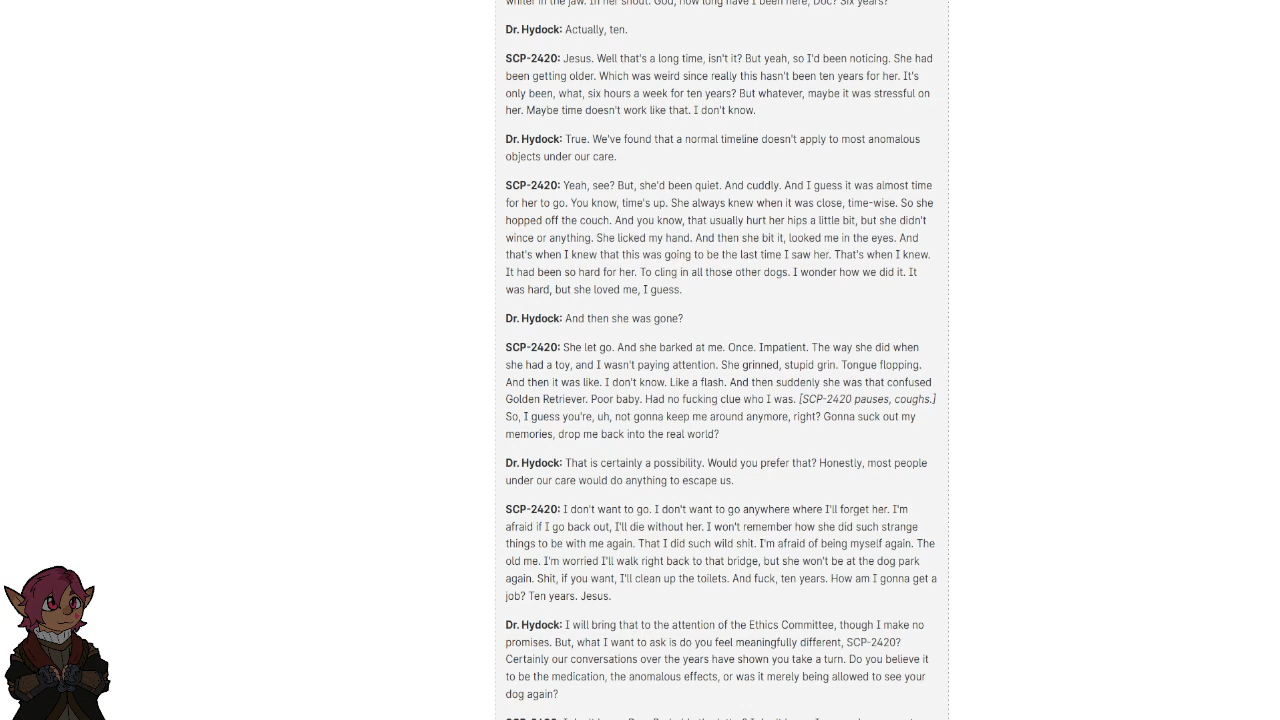 whiter in the jaw. In her snout. God, how long have I been here, Doc? Six years?
Dr. Hydock: Actually, ten.
SCP-2420: Jesus. Well that's a long time, isn't it? But yeah, so I'd been noticing. She had
been getting older. Which was weird since really this hasn't been ten years for her. It's
only been, what, six hours a week for ten years? But whatever, maybe it was stressful on
her. Maybe time doesn't work like that. I don't know.
Dr. Hydock: True. We've found that a normal timeline doesn't apply to most anomalous
objects under our care.
SCP-2420: Yeah, see? But, she'd been quiet. And cuddly. And I guess it was almost time
for her to go. You know, time's up. She always knew when it was close, time-wise. So she
hopped off the couch. And you know, that usually hurt her hips a little bit, but she didn't
wince or anything. She licked my hand. And then she bit it, looked me in the eyes. And
that's when I knew that this was going to be the last time I saw her. That's when I knew.
It had been so hard for her. To cling in all those other dogs. I wonder how we did it. It
was hard, but she loved me, I guess.
Dr. Hydock: And then she was gone?
SCP-2420: She let go. And she barked at me. Once. Impatient. The way she did when
she had a toy, and I wasn't paying attention. She grinned, stupid grin. Tongue flopping.
And then it was like. I don't know. Like a flash. And then suddenly she was that confused
Golden Retriever. Poor baby. Had no fucking clue who I was. [SCP-2420 pauses, coughs.]
So, I guess you're, uh, not gonna keep me around anymore, right? Gonna suck out my
memories, drop me back into the real world?
Dr. Hydock: That is certainly a possibility. Would you prefer that? Honestly, most people
under our care would do anything to escape us.
SCP-2420: I don't want to go. I don't want to go anywhere where I'll forget her. I'm
afraid if I go back out, I'll die without her. I won't remember how she did such strange
things to be with me again. That I did such wild shit. I'm afraid of being myself again. The
old me. I'm worried I'll walk right back to that bridge, but she won't be at the dog park
again. Shit, if you want, I'll clean up the toilets. And fuck, ten years. How am I gonna get a
job? Ten years. Jesus.
Dr. Hydock: I will bring that to the attention of the Ethics Committee, though I make no
promises. But, what I want to ask is do you feel meaningfully different, SCP-2420?
Certainly our conversations over the years have shown you take a turn. Do you believe it
to be the medication, the anomalous effects, or was it merely being allowed to see your
dog again?